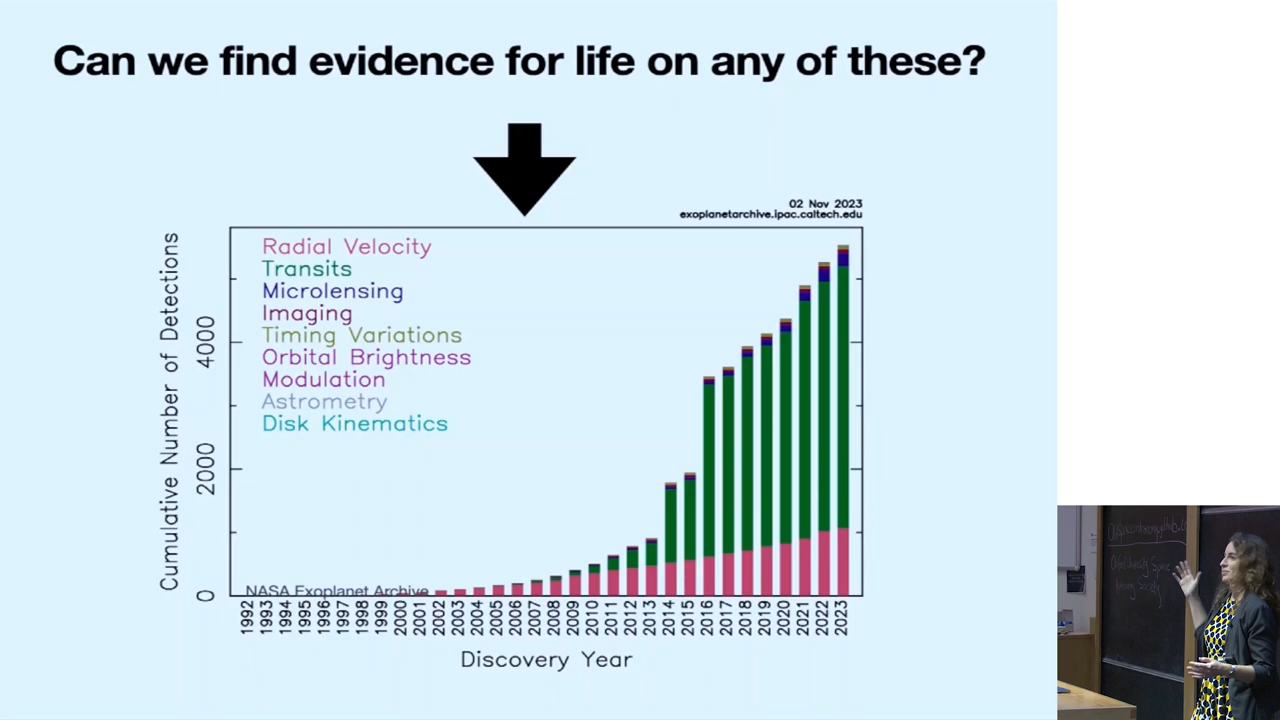 Can we find evidence for life on any of these?
02 Nov 2023
exoplanetarchive.ipac.caltech.edu
Radial Velocity
Transits
Microlensing
Imaging
Timing Variations
Orbital Brightness
Modulation
Astrometry
Disk Kinematics
Cumulative Number of Detections
4000
2000
0
NASA Exoplanet Archive
1992 1993 1994 1995 1996 1997 1998 1999 2000 2001 2002 2003 2004 2005 2006 2007 2008 2009 2010 2011 2012 2013 2014 2015 2016 2017 2018 2019 2020 2021 2022 2023
Discovery Year